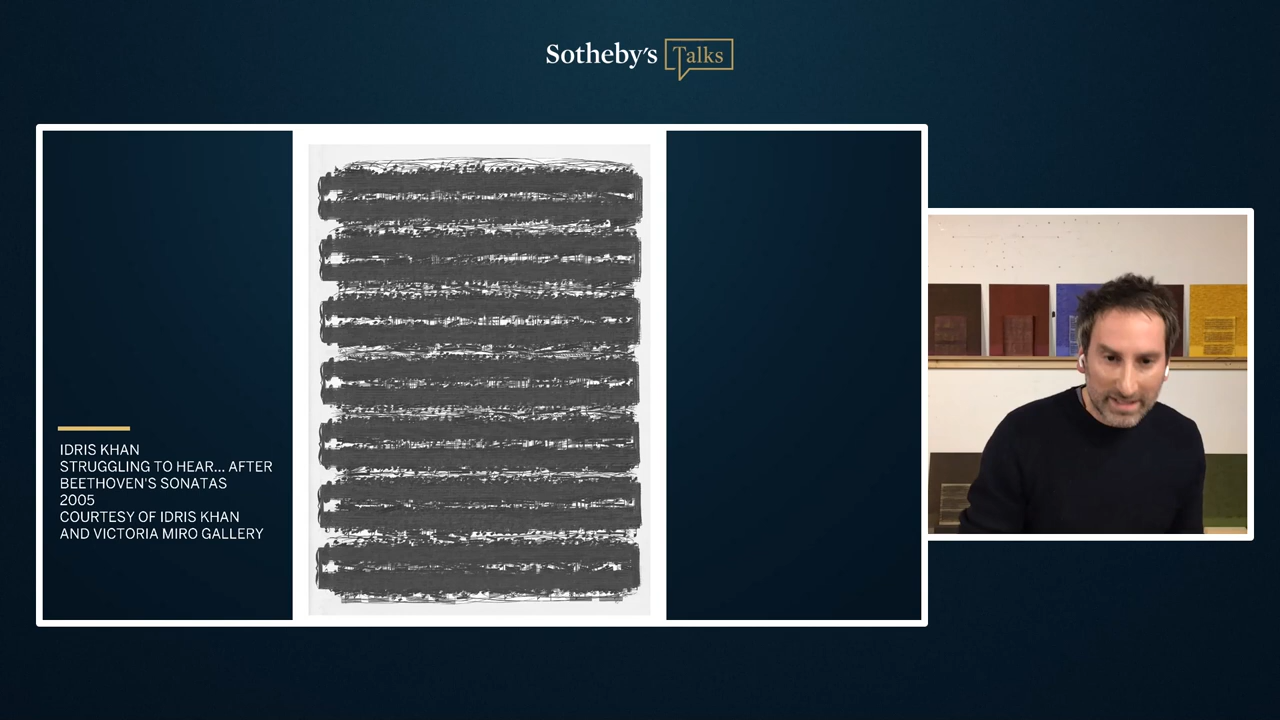 Sotheby's Talks
IDRIS KHAN
STRUGGLING TO HEAR... AFTER
BEETHOVEN'S SONATAS
2005
COURTESY OF IDRIS KHAN
AND VICTORIA MIRO GALLERY